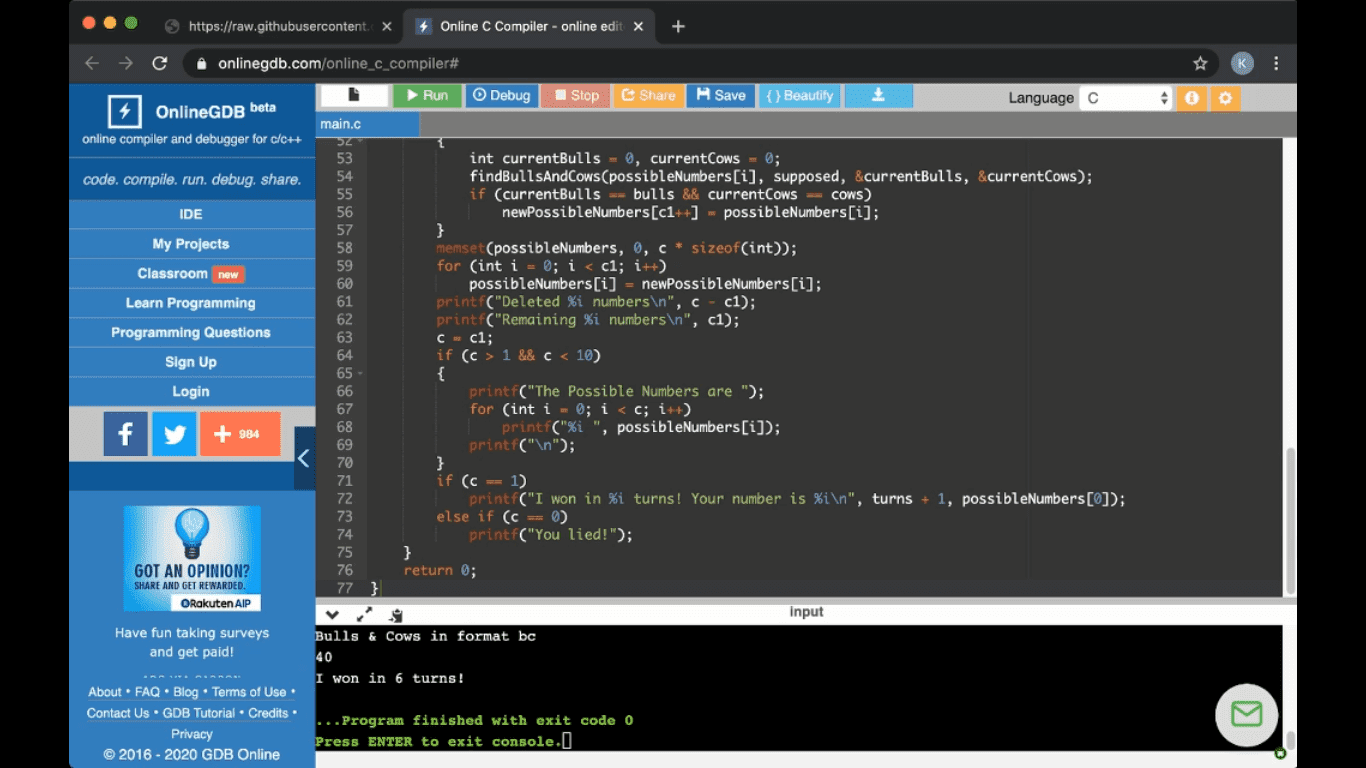 https://raw.githubusercontent.
Online C Compiler - online edit
onlinegdb.com/online_c_compiler#
K
OnlineGDB beta
online compiler and debugger for c/c++
code. compile. run. debug. share.
IDE
My Projects
Classroom new
Learn Programming
Programming Questions
Sign Up
Login
f + 984
GOT AN OPINION?
SHARE AND GET REWARDED.
Rakuten AIP
Have fun taking surveys
and get paid!
About • FAQ • Blog • Terms of Use •
Contact Us • GDB Tutorial • Credits •
Privacy
© 2016 - 2020 GDB Online
Run Debug Stop Share Save { } Beautify Language C
main.c
52 {
53 int currentBulls = 0, currentCows = 0;
54 findBullsAndCows(possibleNumbers[i], supposed, &currentBulls, &currentCows);
55 if (currentBulls == bulls && currentCows == cows)
56 newPossibleNumbers[c1++] = possibleNumbers[i];
57 }
58 memset(possibleNumbers, 0, c * sizeof(int));
59 for (int i = 0; i < c1; i++)
60 possibleNumbers[i] = newPossibleNumbers[i];
61 printf("Deleted %i numbers\n", c - c1);
62 printf("Remaining %i numbers\n", c1);
63 c = c1;
64 if (c > 1 && c < 10)
65 {
66 printf("The Possible Numbers are ");
67 for (int i = 0; i < c; i++)
68 printf("%i ", possibleNumbers[i]);
69 printf("\n");
70 }
71 if (c == 1)
72 printf("I won in %i turns! Your number is %i\n", turns + 1, possibleNumbers[0]);
73 else if (c == 0)
74 printf("You lied!");
75 }
76 return 0;
77 }
input
Bulls & Cows in format bc
40
I won in 6 turns!
...Program finished with exit code 0
Press ENTER to exit console.